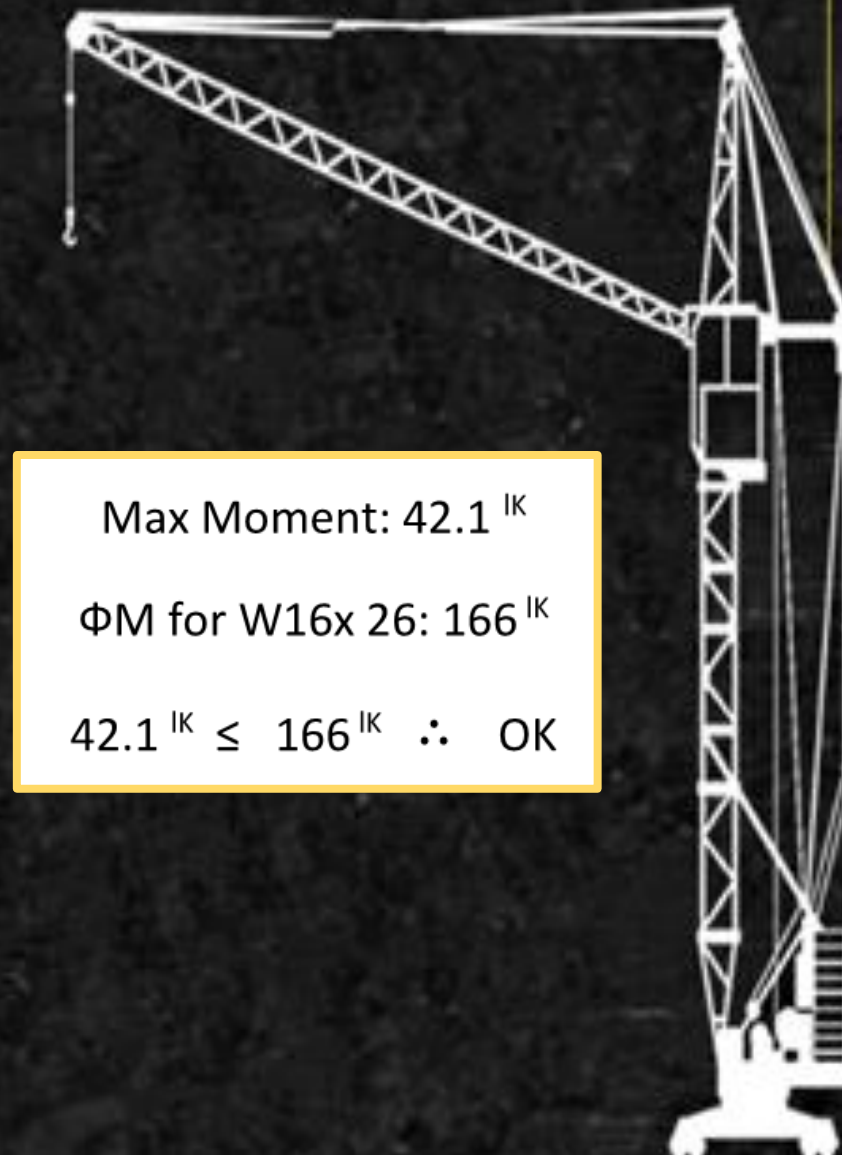 Max Moment: 42.1 ᴵᴷ
ΦM for W16x 26: 166 ᴵᴷ
42.1 ᴵᴷ ≤ 166 ᴵᴷ ∴ OK